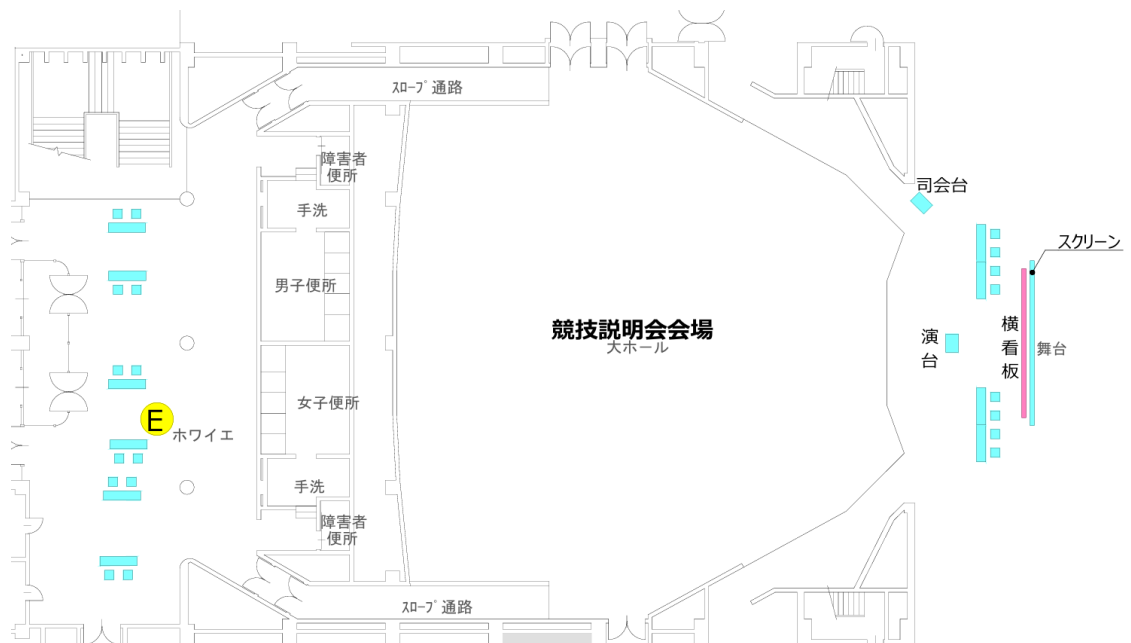 スロープ通路
障害者
便所
手洗
男子便所
女子便所
手洗
障害者
便所
スロープ通路
E
ホワイエ
競技説明会会場
大ホール
司会台
スクリーン
演台
横看板
舞台